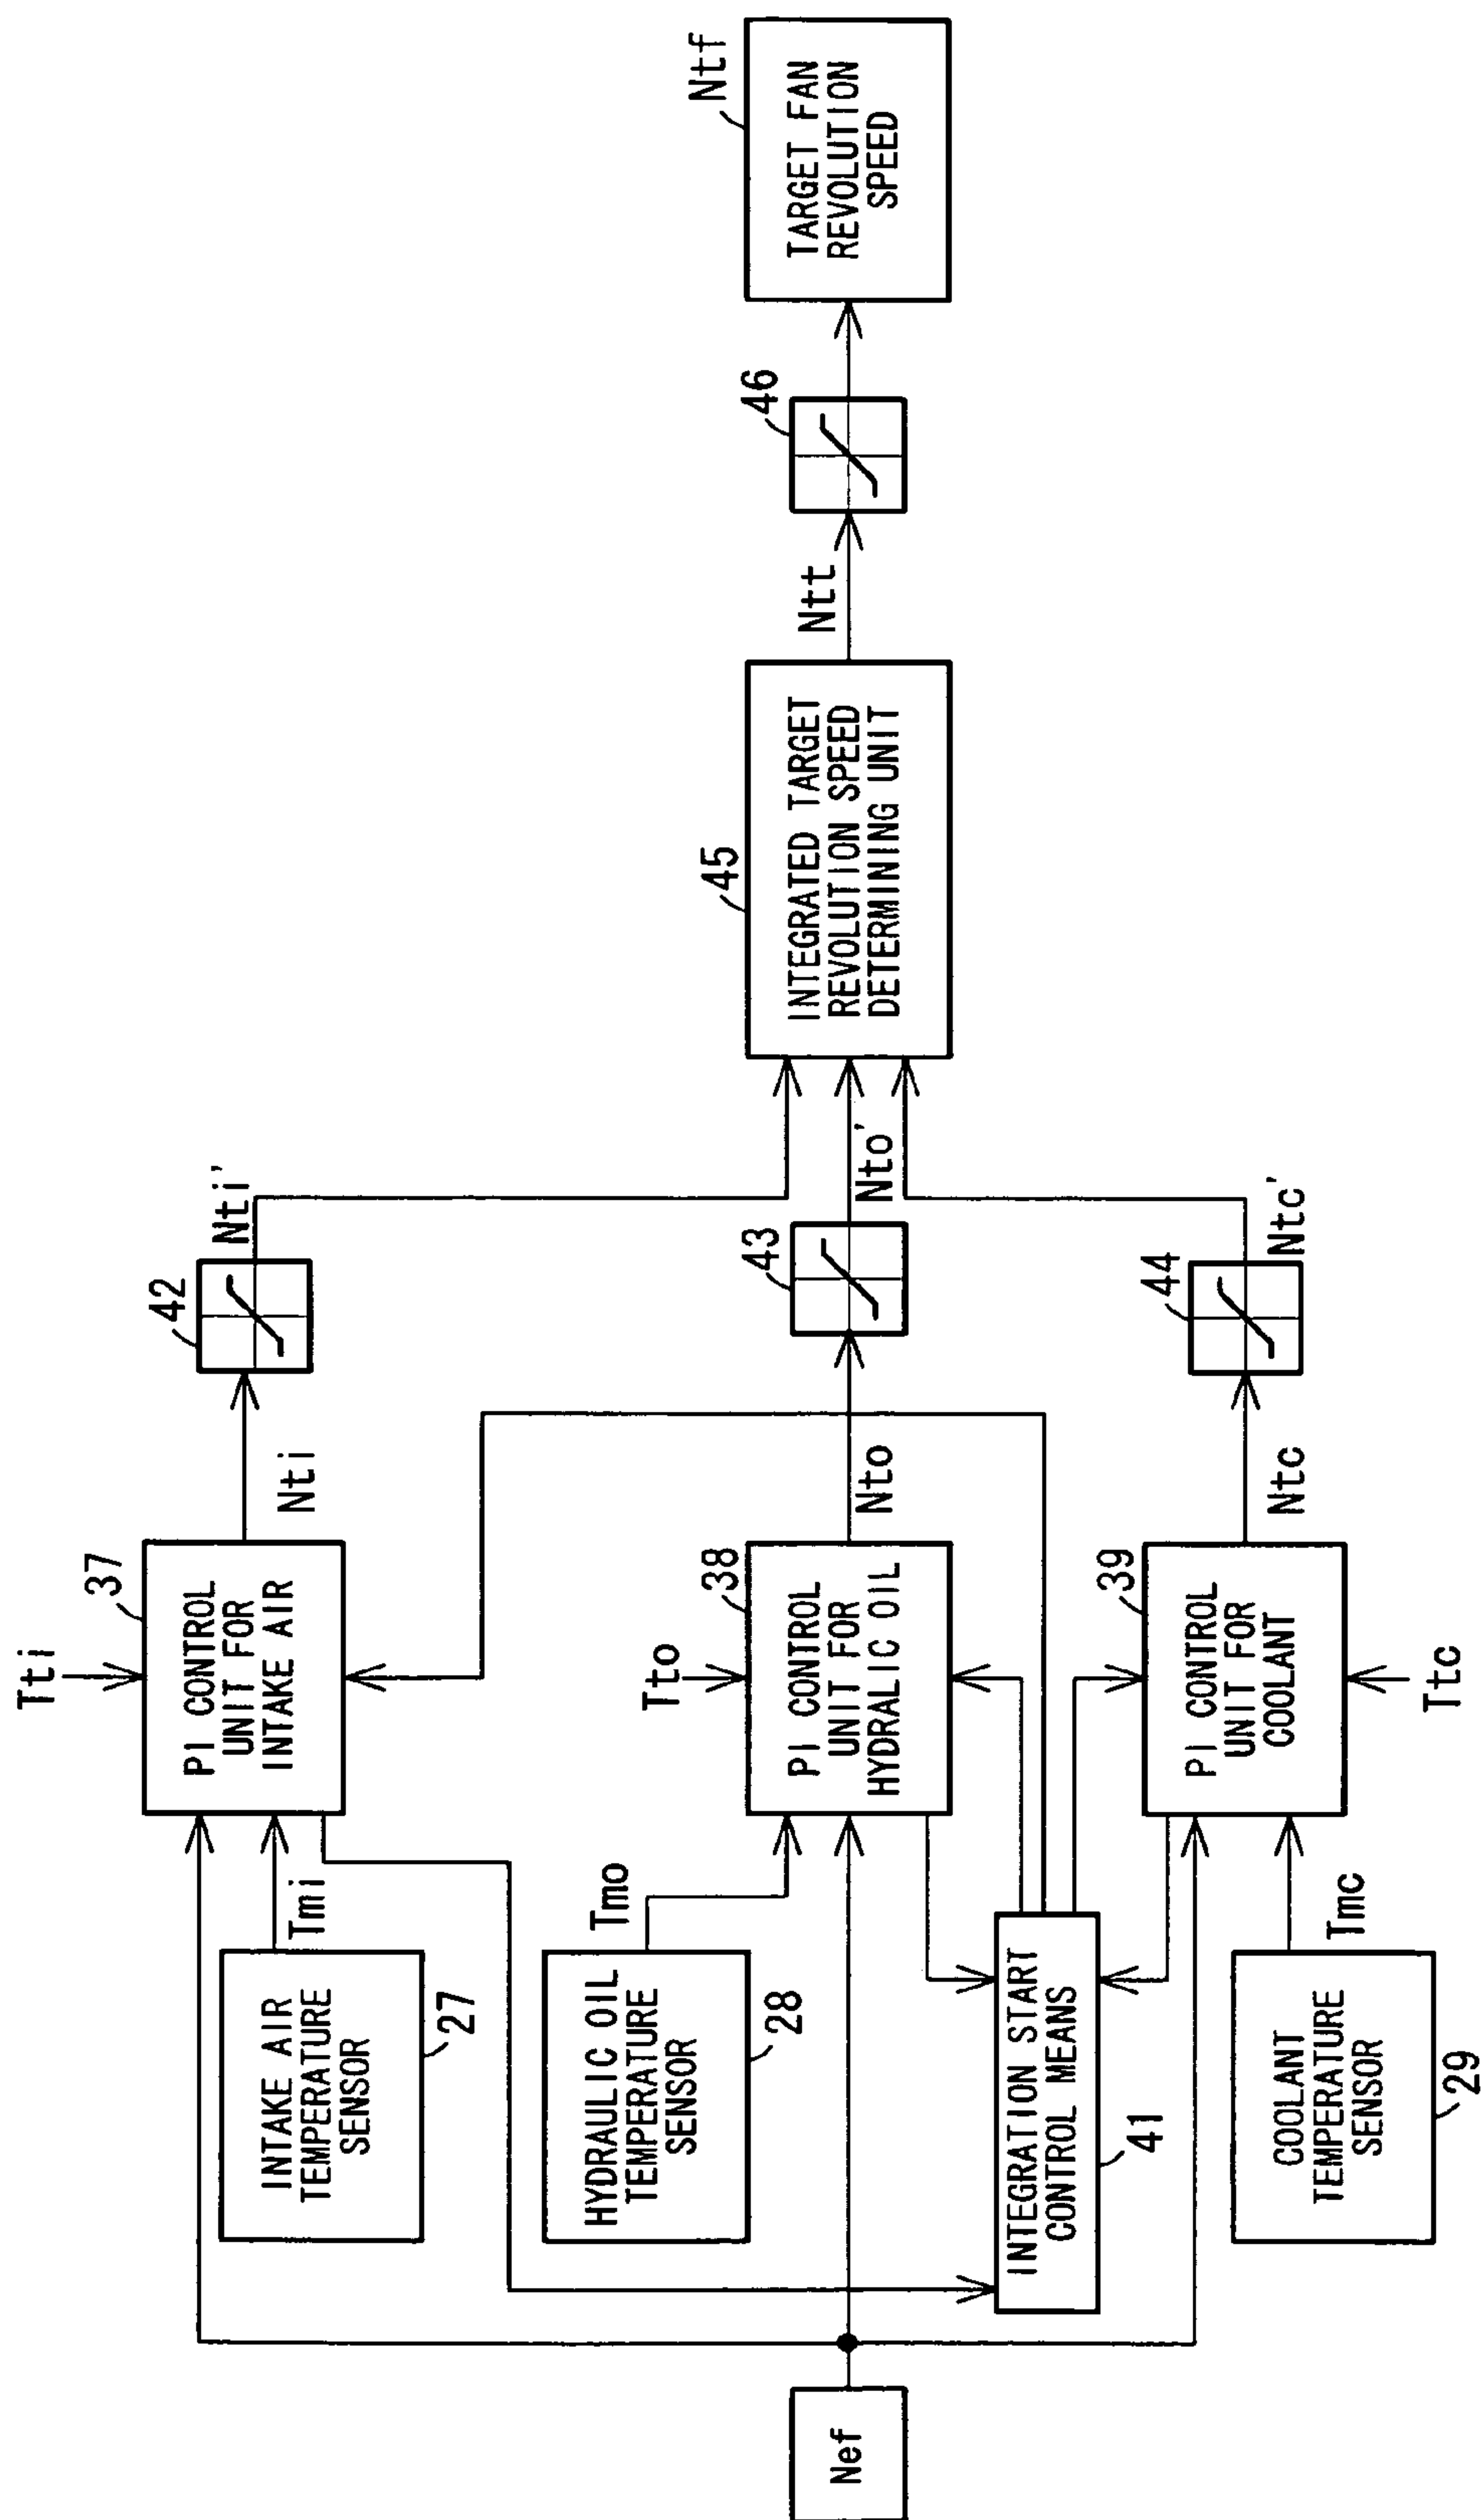 Tti
37
PI CONTROL
UNIT FOR
INTAKE AIR
Nti
42
Nti'
Tmi
INTAKE AIR
TEMPERATURE
SENSOR
27
Nef
HYDRAULIC OIL
TEMPERATURE
SENSOR
28
Tmo
Tto
38
PI CONTROL
UNIT FOR
HYDRALIC OIL
Nto
43
Nto'
45
INTEGRATED TARGET
REVOLUTION SPEED
DETERMINING UNIT
Ntt
46
Ntf
TARGET FAN
REVOLUTION
SPEED
INTEGRATION START
CONTROL MEANS
41
39
PI CONTROL
UNIT FOR
COOLANT
Ntc
44
Ntc'
COOLANT
TEMPERATURE
SENSOR
29
Tmc
Ttc